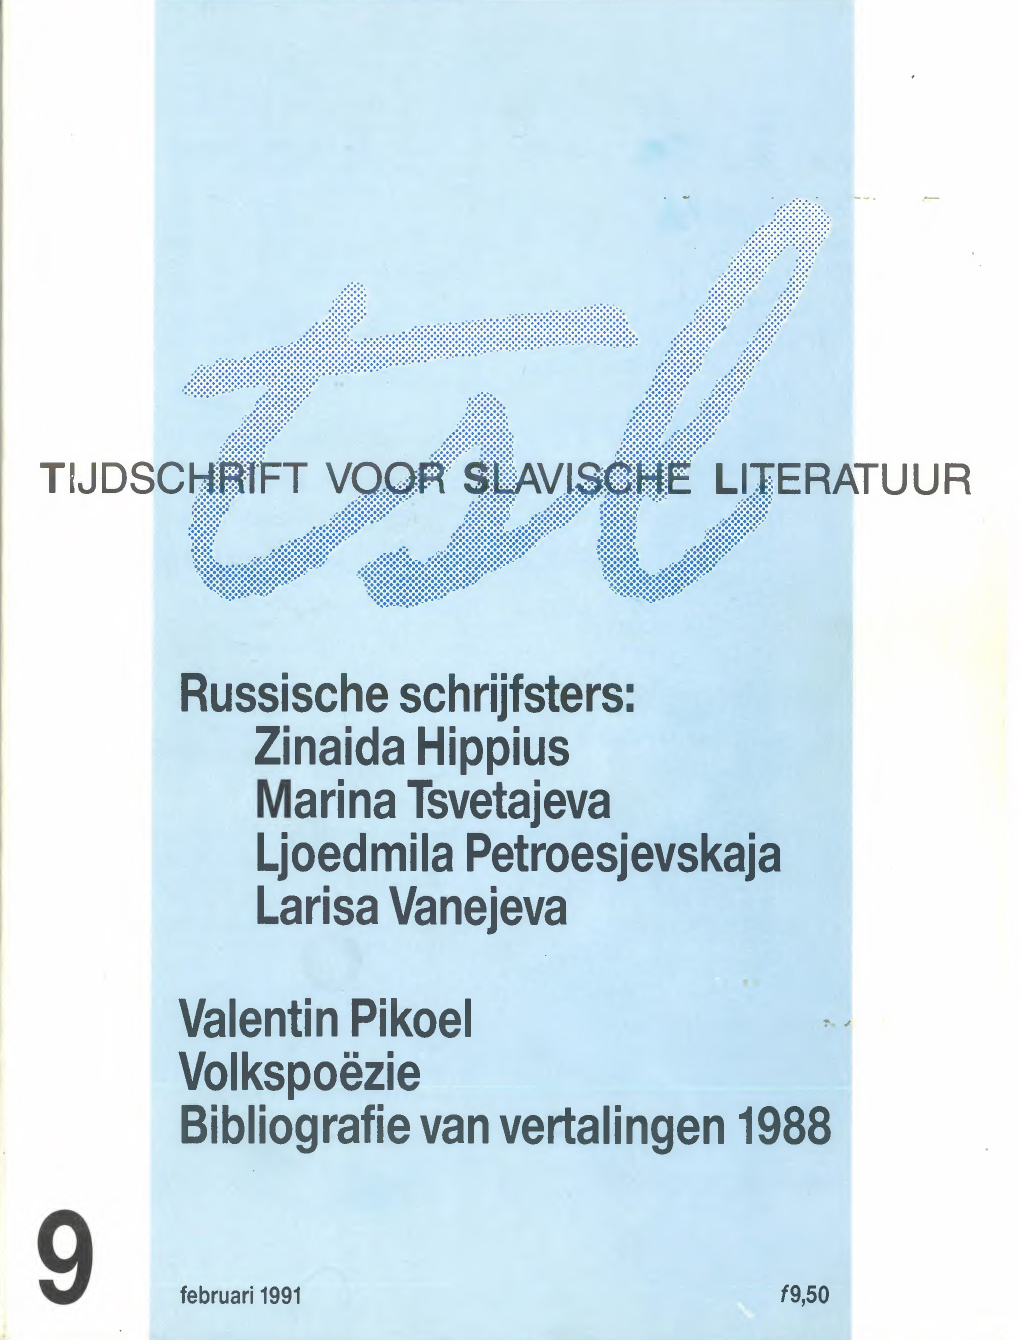 tsl
TIJDSCHRIFT VOOR SLAVISCHE LITERATUUR
Russische schrijfsters:
Zinaida Hippius
Marina Tsvetajeva
Ljoedmila Petroesjevskaja
Larisa Vanejeva
Valentin Pikoel
Volkspoëzie
Bibliografie van vertalingen 1988
9
februari 1991 f9,50